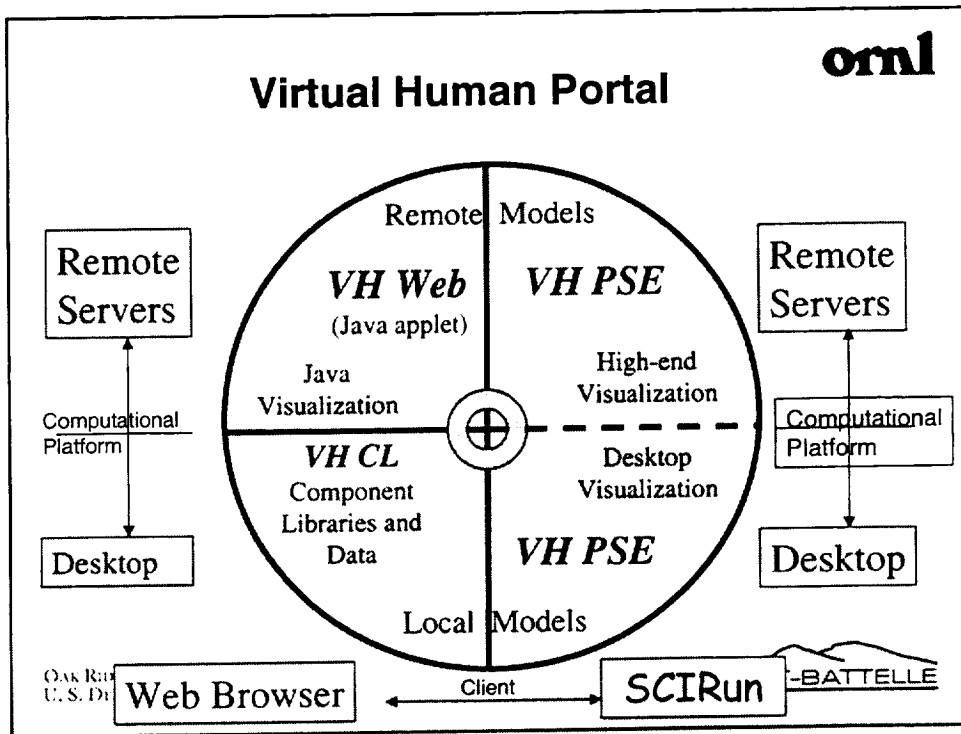 ornl
Virtual Human Portal
Remote Models
Remote
Servers
VH Web
(Java applet)
VH PSE
Remote
Servers
Java
Visualization
High-end
Visualization
Computational
Platform
Computational
Platform
VH CL
Component
Libraries and
Data
Desktop
Visualization
VH PSE
Desktop
Desktop
Local Models
U. S. D
Web Browser
Client
SCIRun
T-BATTELLE